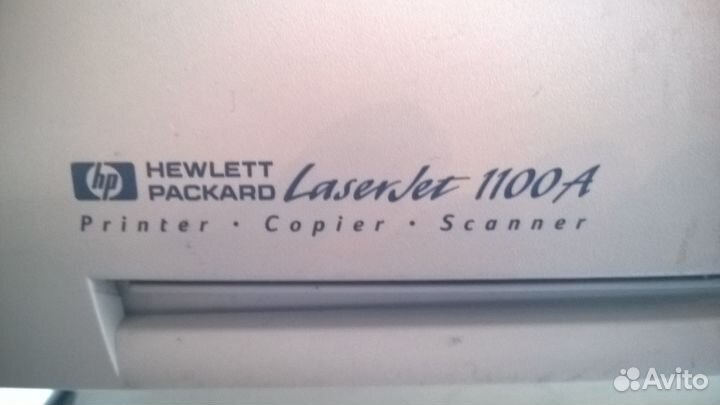 hp HEWLETT PACKARD LaserJet 1100A
Printer · Copier · Scanner
Avito